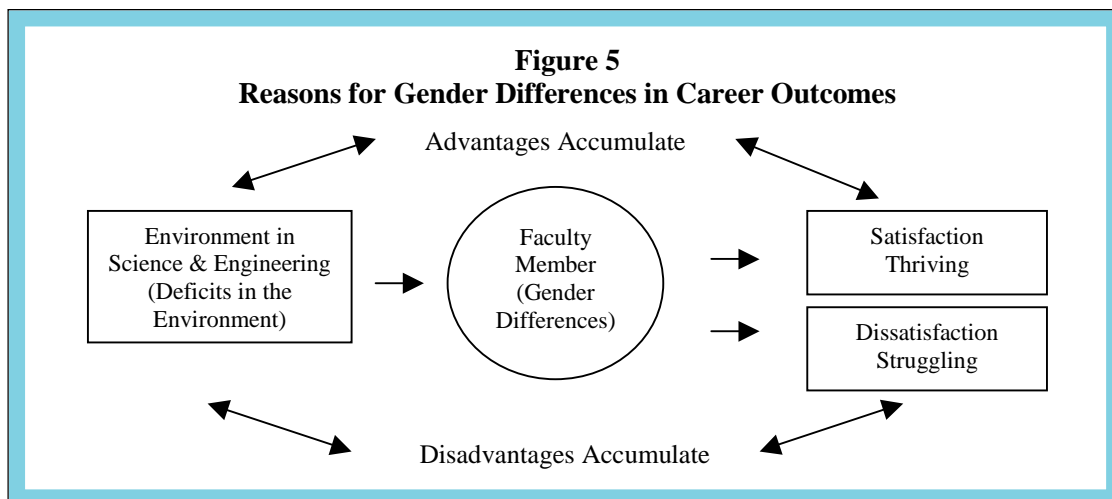 Figure 5
Reasons for Gender Differences in Career Outcomes
Advantages Accumulate
Environment in
Science & Engineering
(Deficits in the
Environment)
Faculty
Member
(Gender
Differences)
Satisfaction
Thriving
Dissatisfaction
Struggling
Disadvantages Accumulate